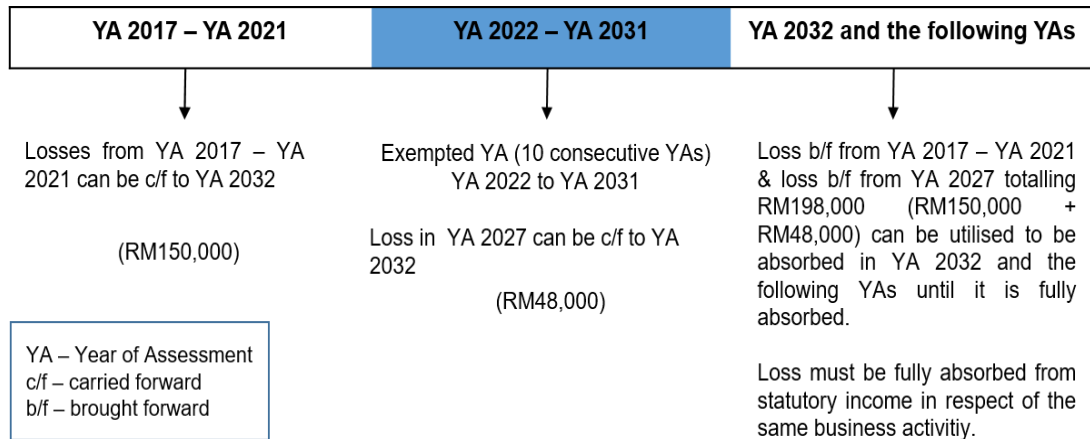 YA 2017 – YA 2021
YA 2022 – YA 2031
YA 2032 and the following YAs
Losses from YA 2017 – YA
2021 can be c/f to YA 2032
(RM150,000)
Exempted YA (10 consecutive YAs)
YA 2022 to YA 2031
Loss in YA 2027 can be c/f to YA
2032
(RM48,000)
Loss b/f from YA 2017 – YA 2021
& loss b/f from YA 2027 totalling
RM198,000 (RM150,000 +
RM48,000) can be utilised to be
absorbed in YA 2032 and the
following YAs until it is fully
absorbed.
Loss must be fully absorbed from
statutory income in respect of the
same business activitiy.
YA – Year of Assessment
c/f – carried forward
b/f – brought forward